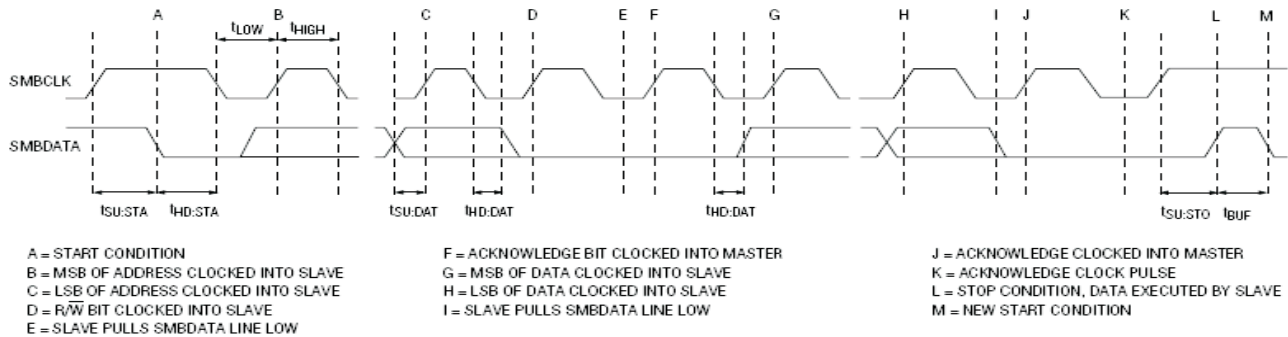 A B C D E F G H I J K L M
tLOW tHIGH
SMBCLK
SMBDATA
tSU:STA tHD:STA tSU:DAT tHD:DAT tHD:DAT tSU:STO tBUF
A = START CONDITION
B = MSB OF ADDRESS CLOCKED INTO SLAVE
C = LSB OF ADDRESS CLOCKED INTO SLAVE
D = R/W̅ BIT CLOCKED INTO SLAVE
E = SLAVE PULLS SMBDATA LINE LOW
F = ACKNOWLEDGE BIT CLOCKED INTO MASTER
G = MSB OF DATA CLOCKED INTO SLAVE
H = LSB OF DATA CLOCKED INTO SLAVE
I = SLAVE PULLS SMBDATA LINE LOW
J = ACKNOWLEDGE CLOCKED INTO MASTER
K = ACKNOWLEDGE CLOCK PULSE
L = STOP CONDITION, DATA EXECUTED BY SLAVE
M = NEW START CONDITION